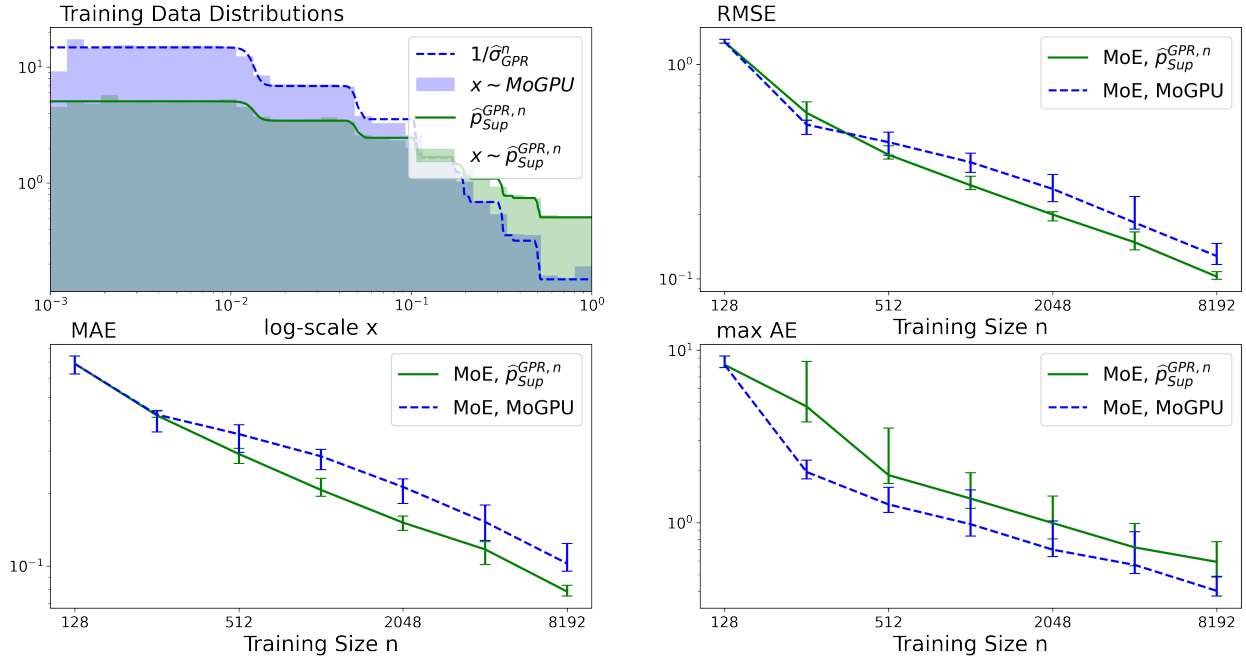 Training Data Distributions
10¹
10⁰
1/σ̂ⁿ_GPR
x ~ MoGPU
p̂^{GPR, n}_{Sup}
x ~ p̂^{GPR, n}_{Sup}
10⁻³
10⁻²
10⁻¹
10⁰
log-scale x
RMSE
10⁰
10⁻¹
MoE, p̂^{GPR, n}_{Sup}
MoE, MoGPU
128
512
2048
8192
Training Size n
MAE
10⁻¹
MoE, p̂^{GPR, n}_{Sup}
MoE, MoGPU
128
512
2048
8192
Training Size n
max AE
10¹
10⁰
MoE, p̂^{GPR, n}_{Sup}
MoE, MoGPU
128
512
2048
8192
Training Size n